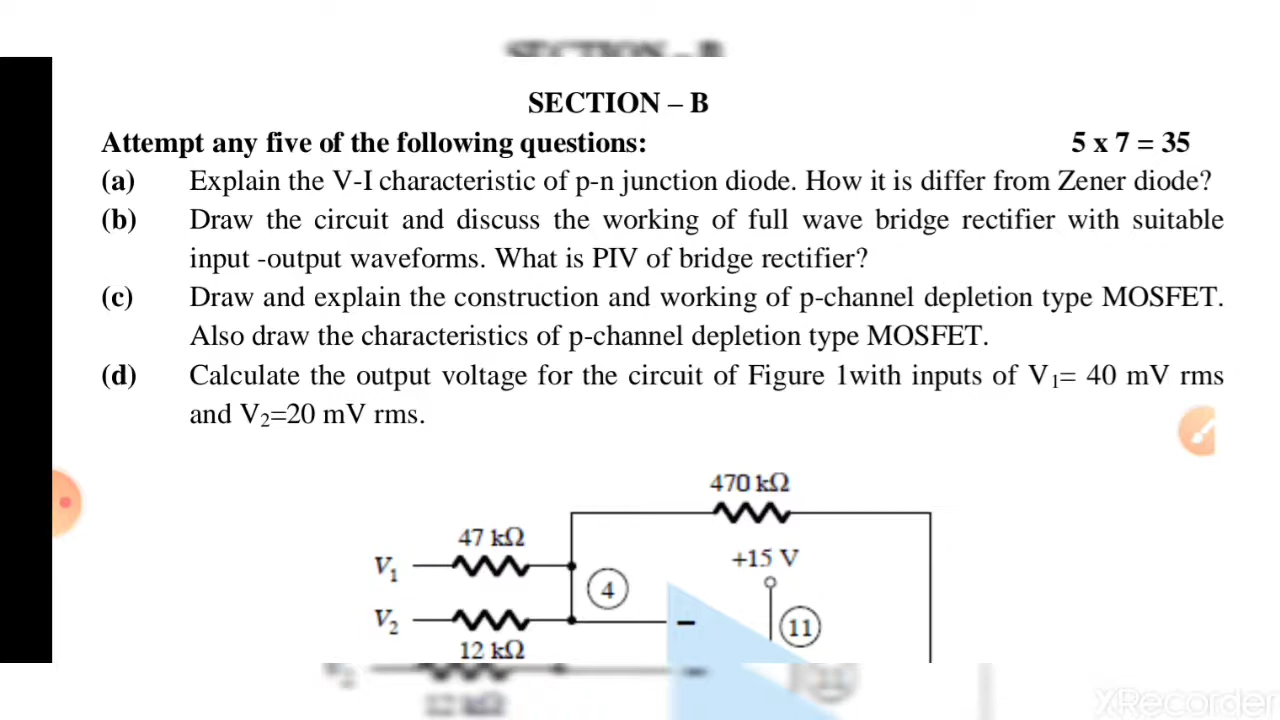 SECTION – B
SECTION – B
Attempt any five of the following questions: 5 x 7 = 35
(a) Explain the V-I characteristic of p-n junction diode. How it is differ from Zener diode?
(b) Draw the circuit and discuss the working of full wave bridge rectifier with suitable
input -output waveforms. What is PIV of bridge rectifier?
(c) Draw and explain the construction and working of p-channel depletion type MOSFET.
Also draw the characteristics of p-channel depletion type MOSFET.
(d) Calculate the output voltage for the circuit of Figure 1with inputs of V1= 40 mV rms
and V2=20 mV rms.
470 kΩ
47 kΩ
+15 V
V1
4
V2
–
11
12 kΩ
XRecorder